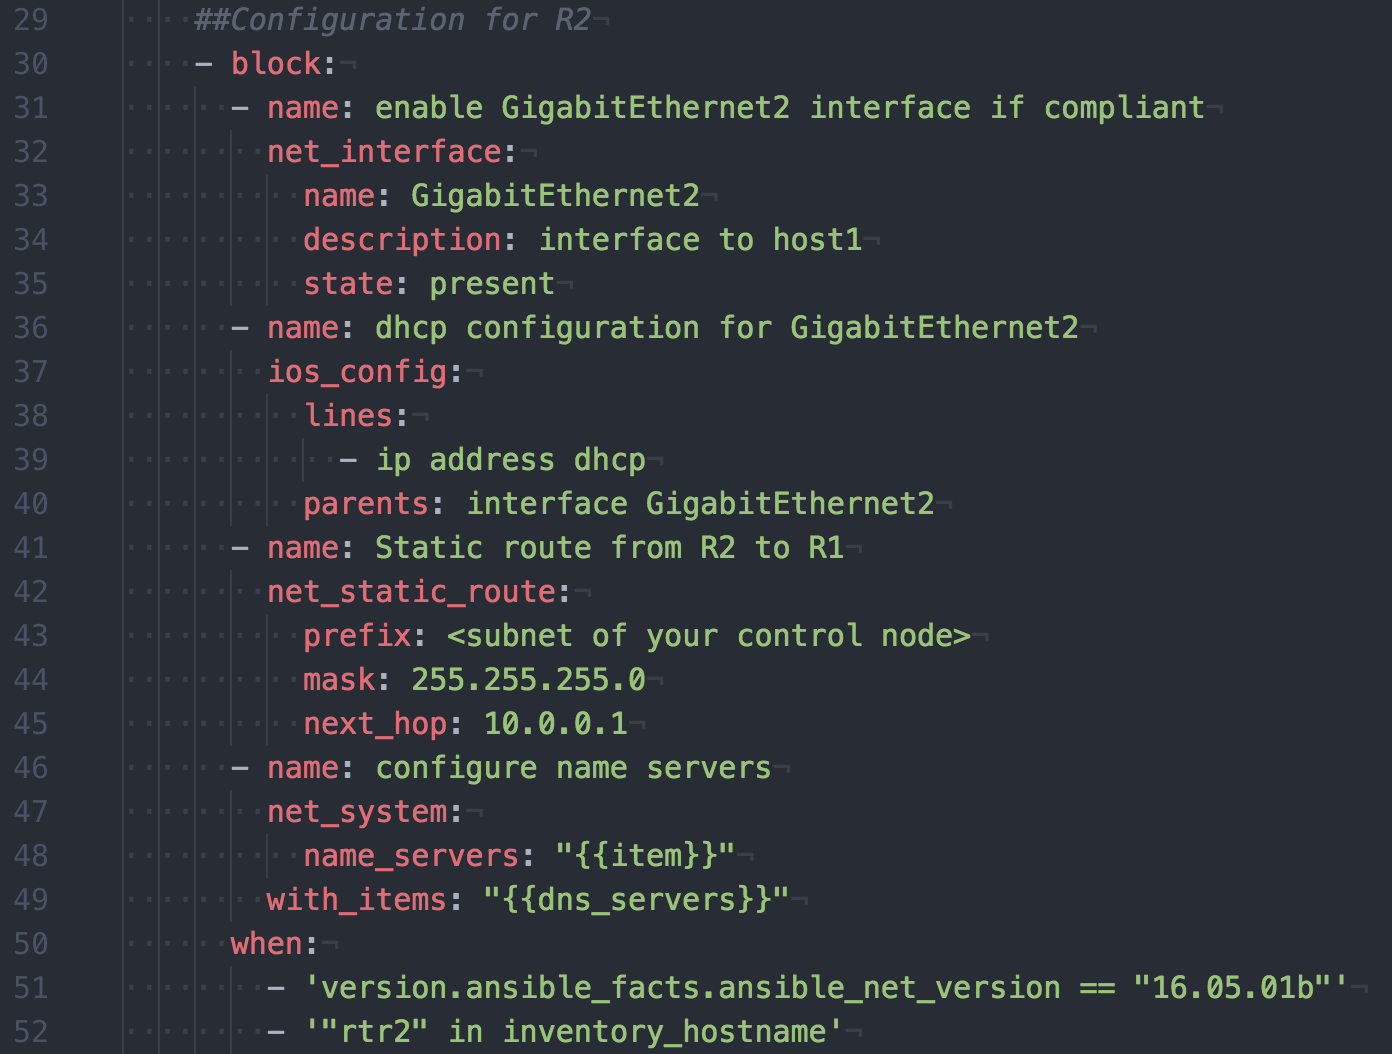 29 ##Configuration for R2
30 - block:
31 - name: enable GigabitEthernet2 interface if compliant
32 net_interface:
33 name: GigabitEthernet2
34 description: interface to host1
35 state: present
36 - name: dhcp configuration for GigabitEthernet2
37 ios_config:
38 lines:
39 - ip address dhcp
40 parents: interface GigabitEthernet2
41 - name: Static route from R2 to R1
42 net_static_route:
43 prefix: <subnet of your control node>
44 mask: 255.255.255.0
45 next_hop: 10.0.0.1
46 - name: configure name servers
47 net_system:
48 name_servers: "{{item}}"
49 with_items: "{{dns_servers}}"
50 when:
51 - 'version.ansible_facts.ansible_net_version == "16.05.01b"'
52 - '"rtr2" in inventory_hostname'